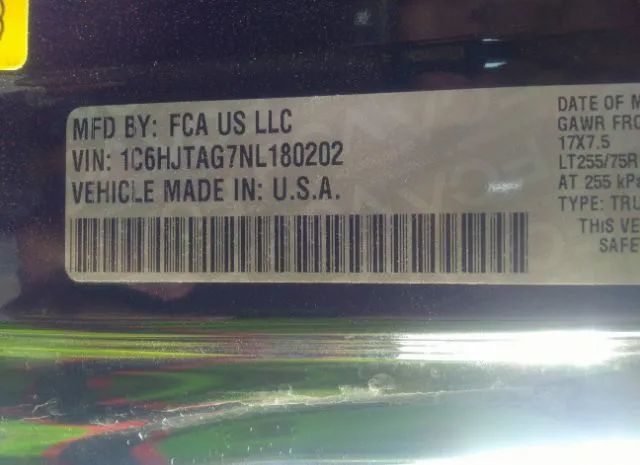 MFD BY: FCA US LLC
VIN: 1C6HJTAG7NL180202
VEHICLE MADE IN: U.S.A.
DATE OF M
GAWR FRO
17X7.5
LT255/75R
AT 255 kPa
TYPE: TRU
THIS VE
SAFE